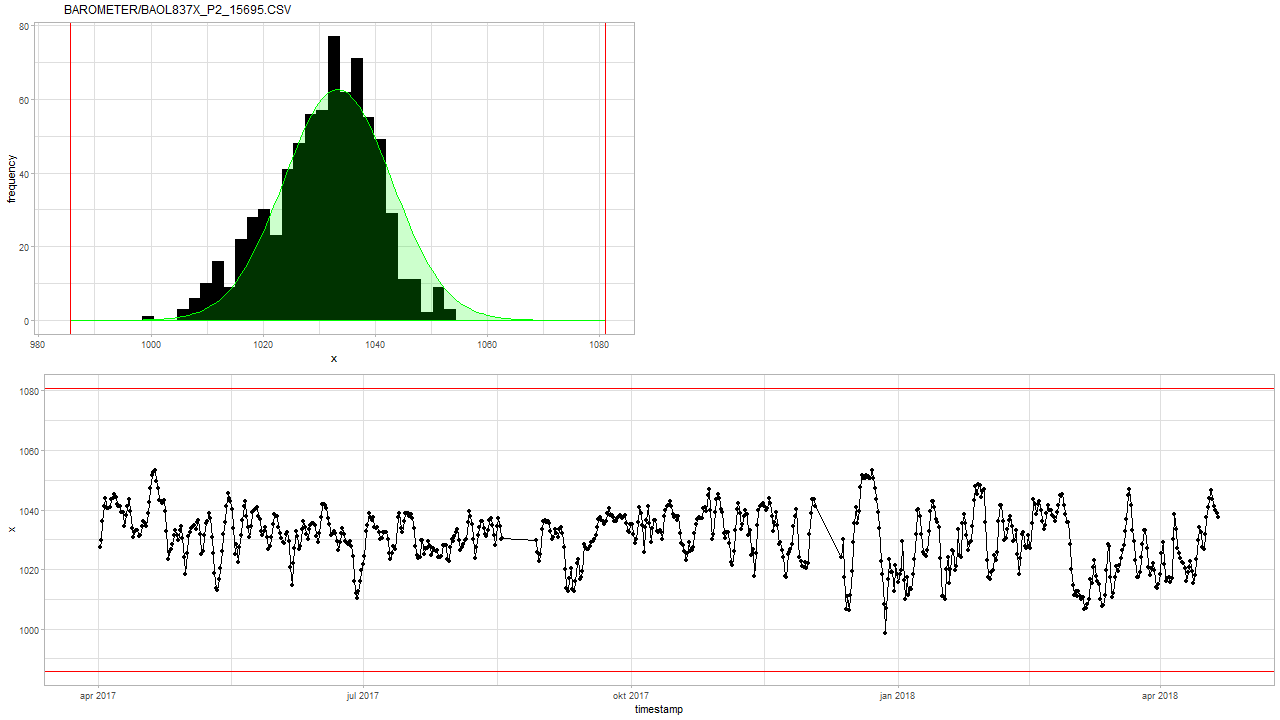 BAROMETER/BAOL837X_P2_15695.CSV
80
60
40
20
0
frequency
980
1000
1020
1040
1060
1080
x
1080
1060
1040
1020
1000
x
apr 2017
jul 2017
okt 2017
jan 2018
apr 2018
timestamp